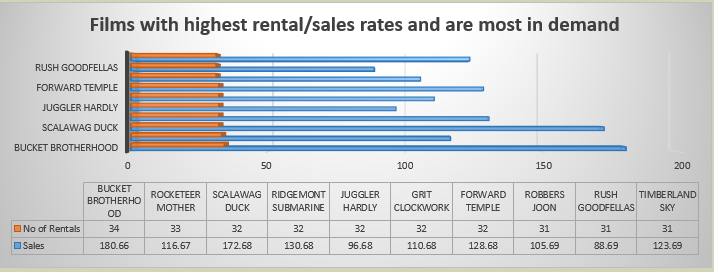 Films with highest rental/sales rates and are most in demand
RUSH GOODFELLAS
FORWARD TEMPLE
JUGGLER HARDLY
SCALAWAG DUCK
BUCKET BROTHERHOOD
0 50 100 150 200
BUCKET BROTHERHO OD ROCKETEER MOTHER SCALAWAG DUCK RIDGEMONT SUBMARINE JUGGLER HARDLY GRIT CLOCKWORK FORWARD TEMPLE ROBBERS JOON RUSH GOODFELLAS TIMBERLAND SKY
No of Rentals 34 33 32 32 32 32 32 31 31 31
Sales 180.66 116.67 172.68 130.68 96.68 110.68 128.68 105.69 88.69 123.69